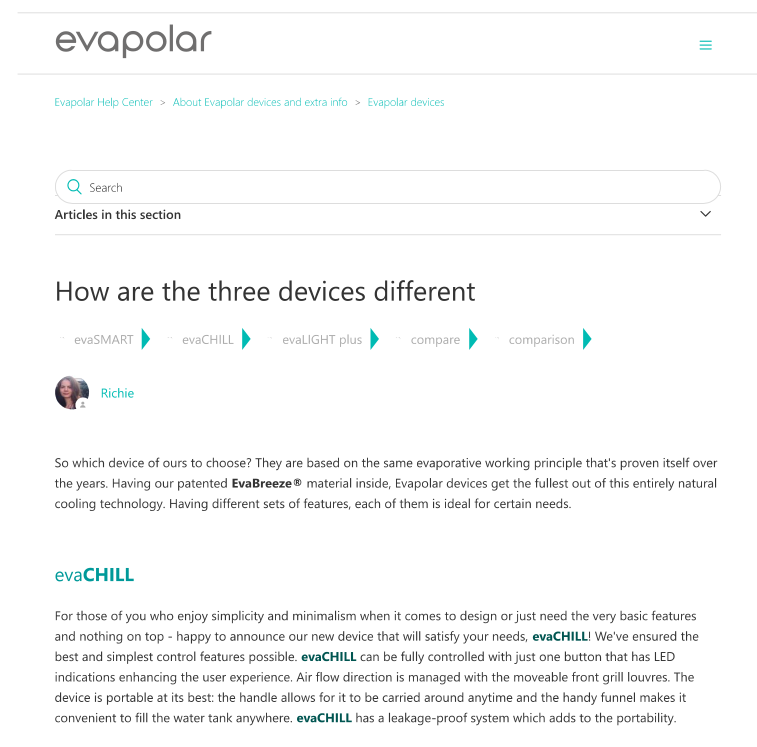 evapolar
Evapolar Help Center > About Evapolar devices and extra info > Evapolar devices
Search
Articles in this section
How are the three devices different
evaSMART evaCHILL evaLIGHT plus compare comparison
Richie
So which device of ours to choose? They are based on the same evaporative working principle that's proven itself over
the years. Having our patented EvaBreeze® material inside, Evapolar devices get the fullest out of this entirely natural
cooling technology. Having different sets of features, each of them is ideal for certain needs.
evaCHILL
For those of you who enjoy simplicity and minimalism when it comes to design or just need the very basic features
and nothing on top - happy to announce our new device that will satisfy your needs, evaCHILL! We've ensured the
best and simplest control features possible. evaCHILL can be fully controlled with just one button that has LED
indications enhancing the user experience. Air flow direction is managed with the moveable front grill louvres. The
device is portable at its best: the handle allows for it to be carried around anytime and the handy funnel makes it
convenient to fill the water tank anywhere. evaCHILL has a leakage-proof system which adds to the portability.